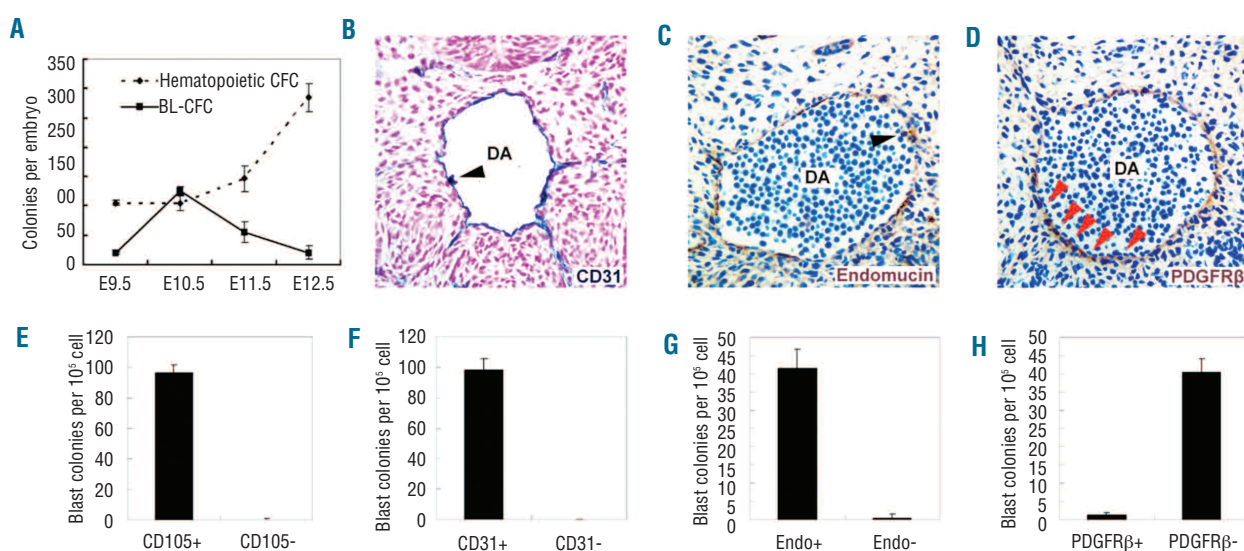 A
350
300
250
150
00
50
0
Colonies per embryo
Hematopoietic CFC
BL-CFC
E9.5 E10.5 E11.5 E12.5
B
DA
CD31
C
DA
Endomucin
D
DA
PDGFRβ
E
120
100
80
60
40
20
0
Blast colonies per 10⁵ cell
CD105+ CD105-
F
120
100
80
60
40
20
0
Blast colonies per 10⁵ cell
CD31+ CD31-
G
50
45
40
35
30
25
20
15
10
5
0
Blast colonies per 10⁵ cell
Endo+ Endo-
H
50
45
40
35
30
25
20
15
10
5
0
Blast colonies per 10⁵ cell
PDGFRβ+ PDGFRβ-